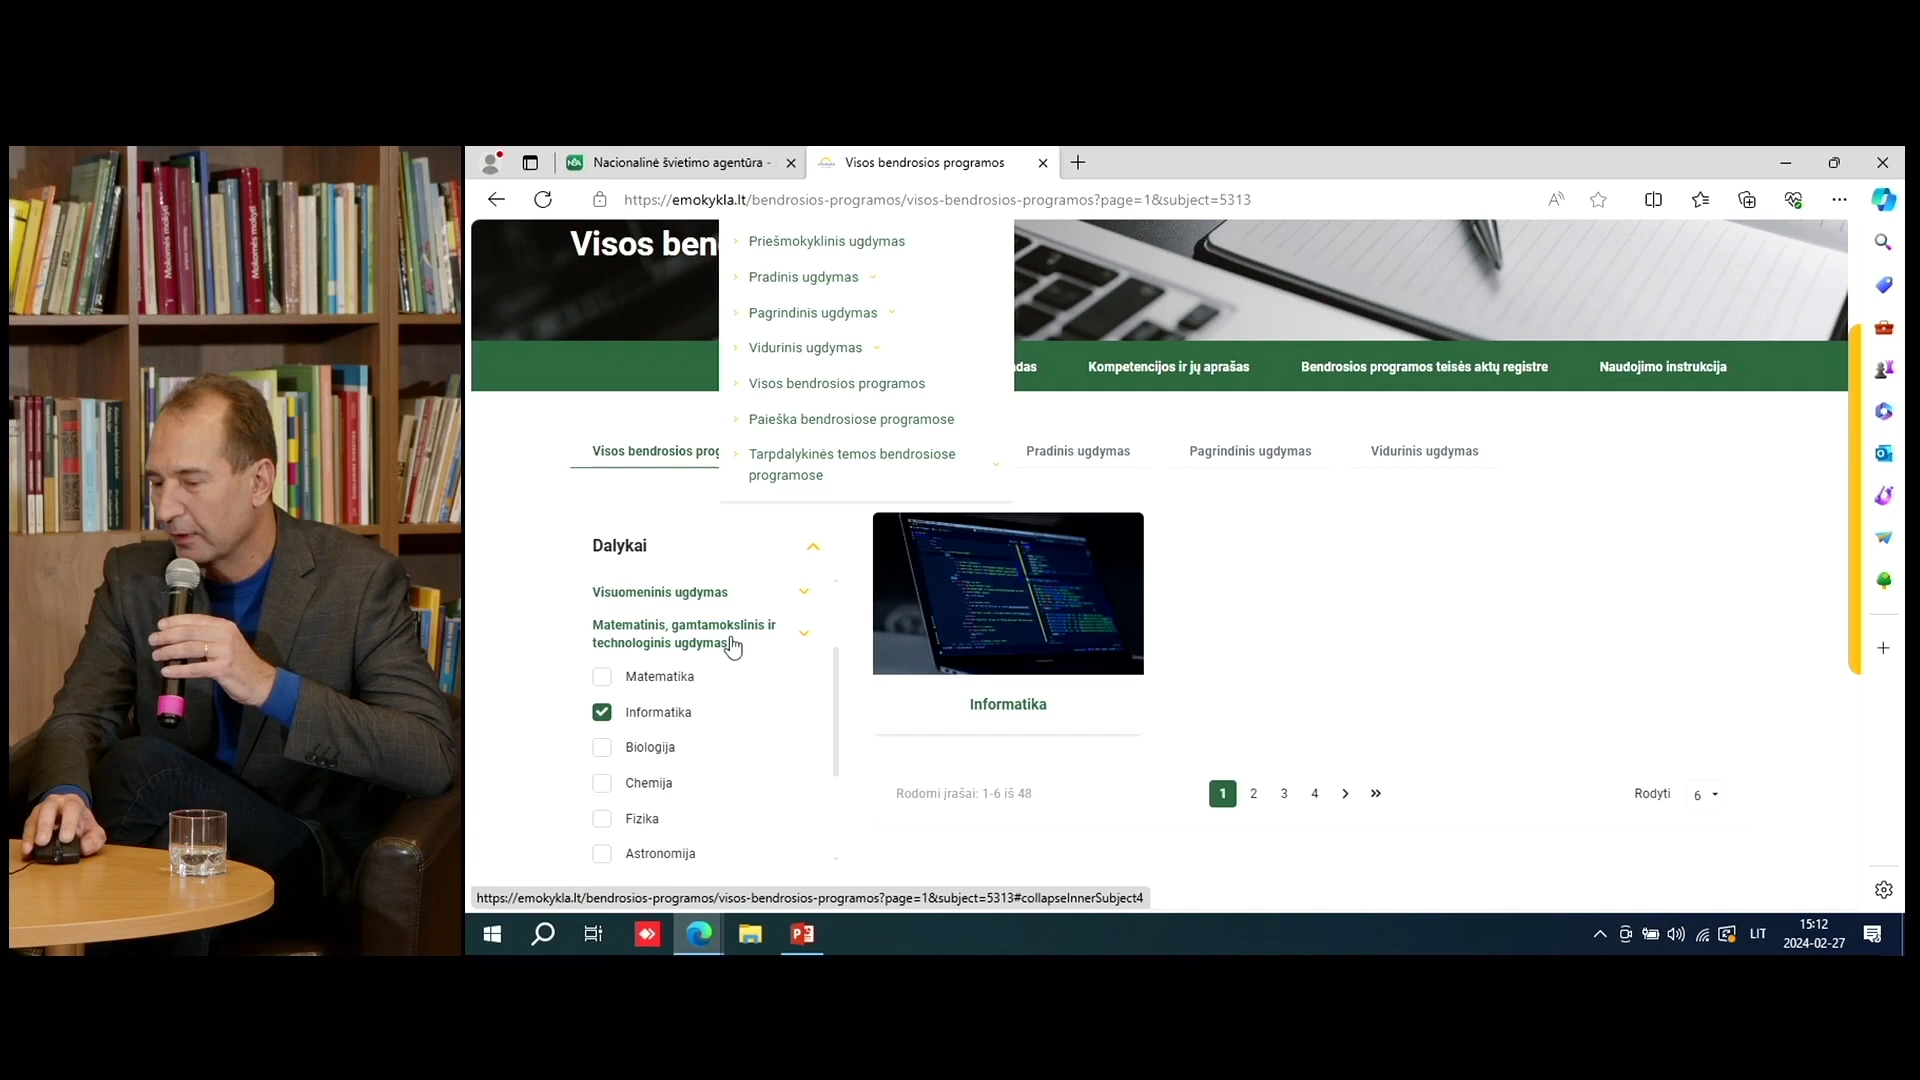 Nacionalinė švietimo agentūra -
Visos bendrosios programos
https://emokykla.lt/bendrosios-programos/visos-bendrosios-programos?page=1&subject=5313
Visos ben
Priešmokyklinis ugdymas
Pradinis ugdymas
Pagrindinis ugdymas
Vidurinis ugdymas
Visos bendrosios programos
Paieška bendrosiose programose
Tarpdalykinės temos bendrosiose
programose
das
Kompetencijos ir jų aprašas
Bendrosios programos teisės aktų registre
Naudojimo instrukcija
Visos bendrosios prog
Pradinis ugdymas
Pagrindinis ugdymas
Vidurinis ugdymas
Dalykai
Visuomeninis ugdymas
Matematinis, gamtamokslinis ir
technologinis ugdymas
Matematika
Informatika
Biologija
Chemija
Fizika
Astronomija
Informatika
Rodomi įrašai: 1-6 iš 48
1 2 3 4 › »
Rodyti 6
https://emokykla.lt/bendrosios-programos/visos-bendrosios-programos?page=1&subject=5313#collapseInnerSubject4
LIT
15:12
2024-02-27
Mokomės mokyti
Mokomės mokyti